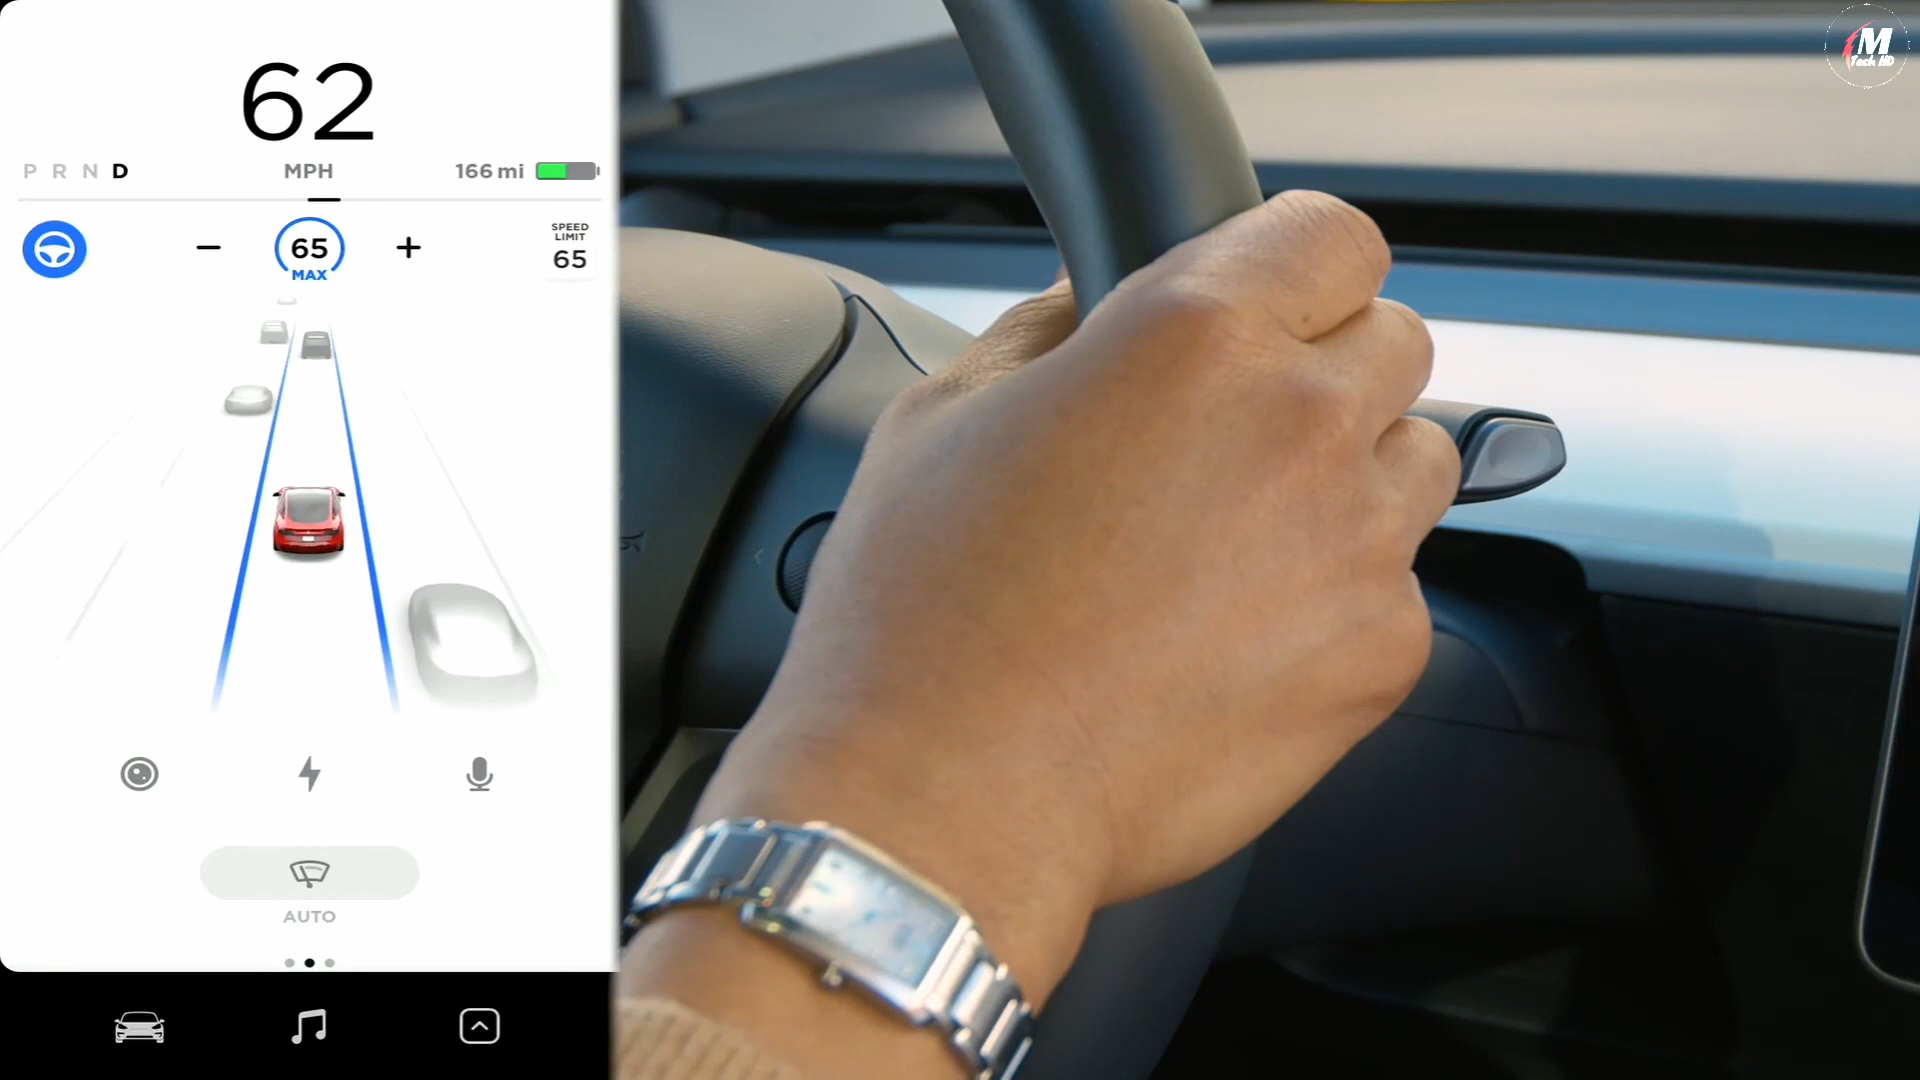 62
P R N D
MPH
166 mi
65
MAX
SPEED
LIMIT
65
AUTO
M
Tech HD